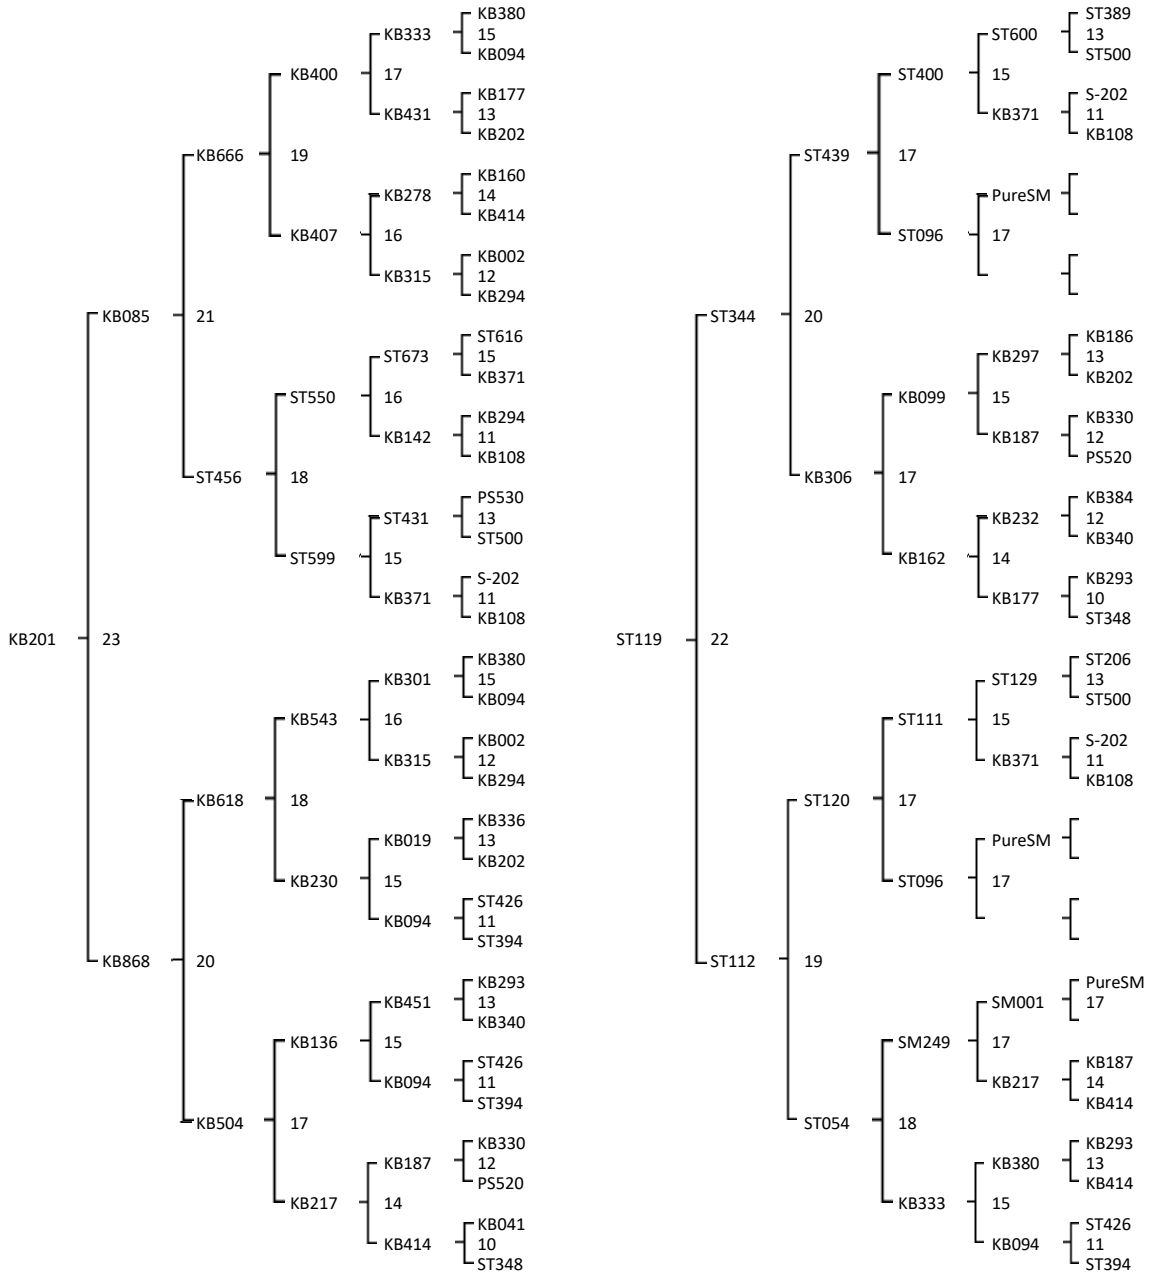 KB380
KB333 15
KB094
KB400 17
KB177
KB431 13
KB202
KB666 19
KB160
KB278 14
KB414
KB407 16
KB002
KB315 12
KB294
KB085 21
ST616
ST673 15
KB371
ST550 16
KB294
KB142 11
KB108
ST456 18
PS530
ST431 13
ST500
ST599 15
S-202
KB371 11
KB108
KB201 23
KB380
KB301 15
KB094
KB543 16
KB002
KB315 12
KB294
KB618 18
KB336
KB019 13
KB202
KB230 15
ST426
KB094 11
ST394
KB868 20
KB293
KB451 13
KB340
KB136 15
ST426
KB094 11
ST394
KB504 17
KB330
KB187 12
PS520
KB217 14
KB041
KB414 10
ST348
ST389
ST600 13
ST500
ST400 15
S-202
KB371 11
KB108
ST439 17
PureSM
ST096 17
ST344 20
KB186
KB297 13
KB202
KB099 15
KB330
KB187 12
PS520
KB306 17
KB384
KB232 12
KB340
KB162 14
KB293
KB177 10
ST348
ST119 22
ST206
ST129 13
ST500
ST111 15
S-202
KB371 11
KB108
ST120 17
PureSM
ST096 17
ST112 19
PureSM
SM001 17
SM249 17
KB187
KB217 14
KB414
ST054 18
KB293
KB380 13
KB414
KB333 15
ST426
KB094 11
ST394